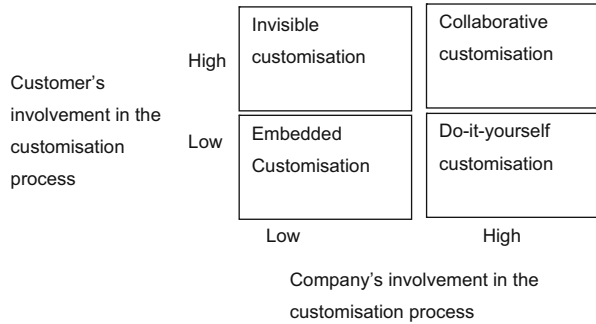 Customer's
involvement in the
customisation
process
High
Low
Invisible
customisation
Collaborative
customisation
Embedded
Customisation
Do-it-yourself
customisation
Low
High
Company's involvement in the
customisation process